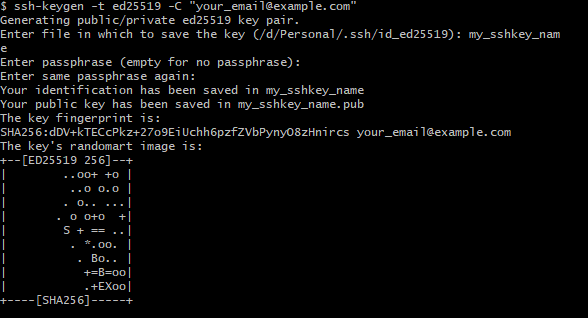 $ ssh-keygen -t ed25519 -C "your_email@example.com"
Generating public/private ed25519 key pair.
Enter file in which to save the key (/d/Personal/.ssh/id_ed25519): my_sshkey_nam
e
Enter passphrase (empty for no passphrase):
Enter same passphrase again:
Your identification has been saved in my_sshkey_name
Your public key has been saved in my_sshkey_name.pub
The key fingerprint is:
SHA256:dDV+kTECcPkz+27o9EiUchh6pzfZVbPynyO8zHnircs your_email@example.com
The key's randomart image is:
+--[ED25519 256]--+
|        ..oo+ +o |
|         ..o o.o |
|        . o.. ...|
|       . o o+o  +|
|        S + == ..|
|         . *.oo. |
|          . Bo.. |
|           +=B=oo|
|           .+EXoo|
+----[SHA256]-----+